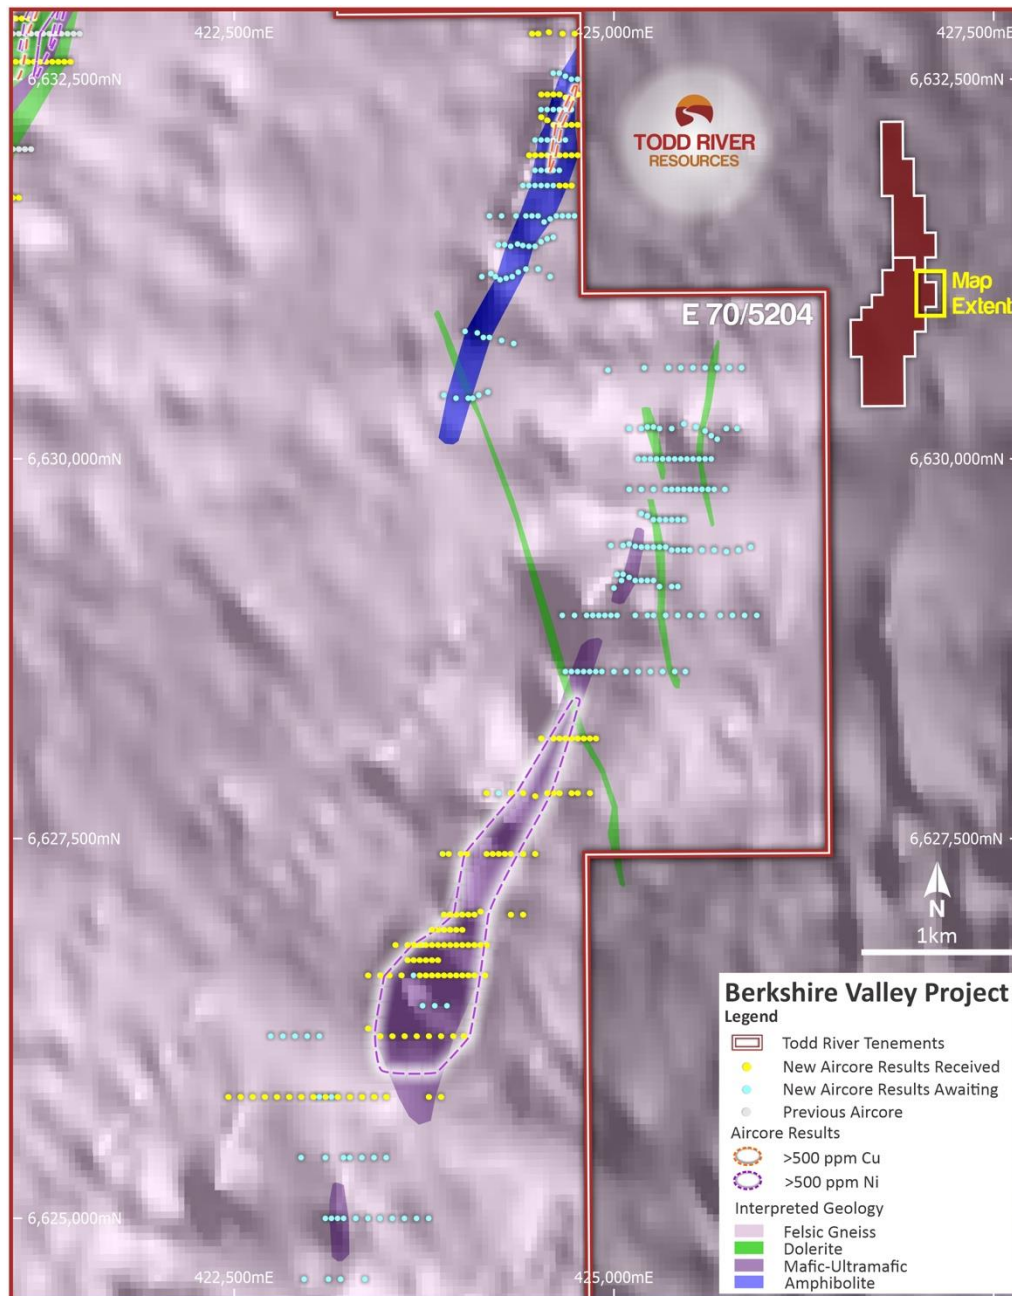 422,500mE
425,000mE
427,500mE
6,632,500mN
6,632,500mN
TODD RIVER
RESOURCES
Map
Extent
E 70/5204
6,630,000mN
6,630,000mN
6,627,500mN
6,627,500mN
N
1km
Berkshire Valley Project
Legend
Todd River Tenements
New Aircore Results Received
New Aircore Results Awaiting
Previous Aircore
Aircore Results
>500 ppm Cu
>500 ppm Ni
Interpreted Geology
Felsic Gneiss
Dolerite
Mafic-Ultramafic
Amphibolite
6,625,000mN
422,500mE
425,000mE